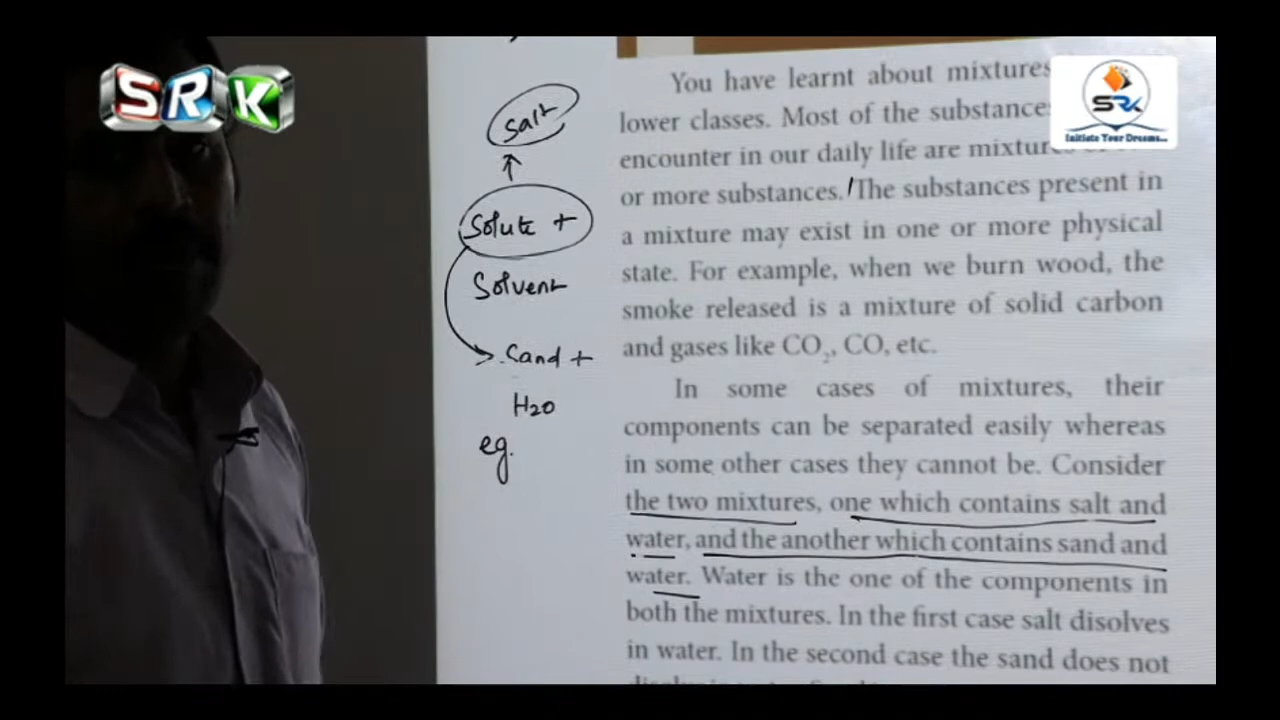 SRK
SRK
Initiate Your Dreams...
Salt
Solute +
Solvent
Sand +
H2O
eg.
You have learnt about mixtures
lower classes. Most of the substance
encounter in our daily life are mixtur
or more substances. The substances present in
a mixture may exist in one or more physical
state. For example, when we burn wood, the
smoke released is a mixture of solid carbon
and gases like CO₂, CO, etc.
In some cases of mixtures, their
components can be separated easily whereas
in some other cases they cannot be. Consider
the two mixtures, one which contains salt and
water, and the another which contains sand and
water. Water is the one of the components in
both the mixtures. In the first case salt disolves
in water. In the second case the sand does not